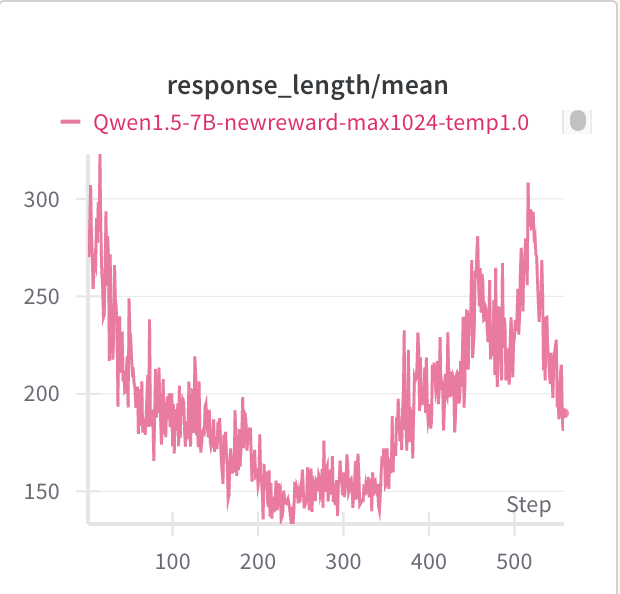 response_length/mean
Qwen1.5-7B-newreward-max1024-temp1.0
300
250
200
150
Step
100 200 300 400 500